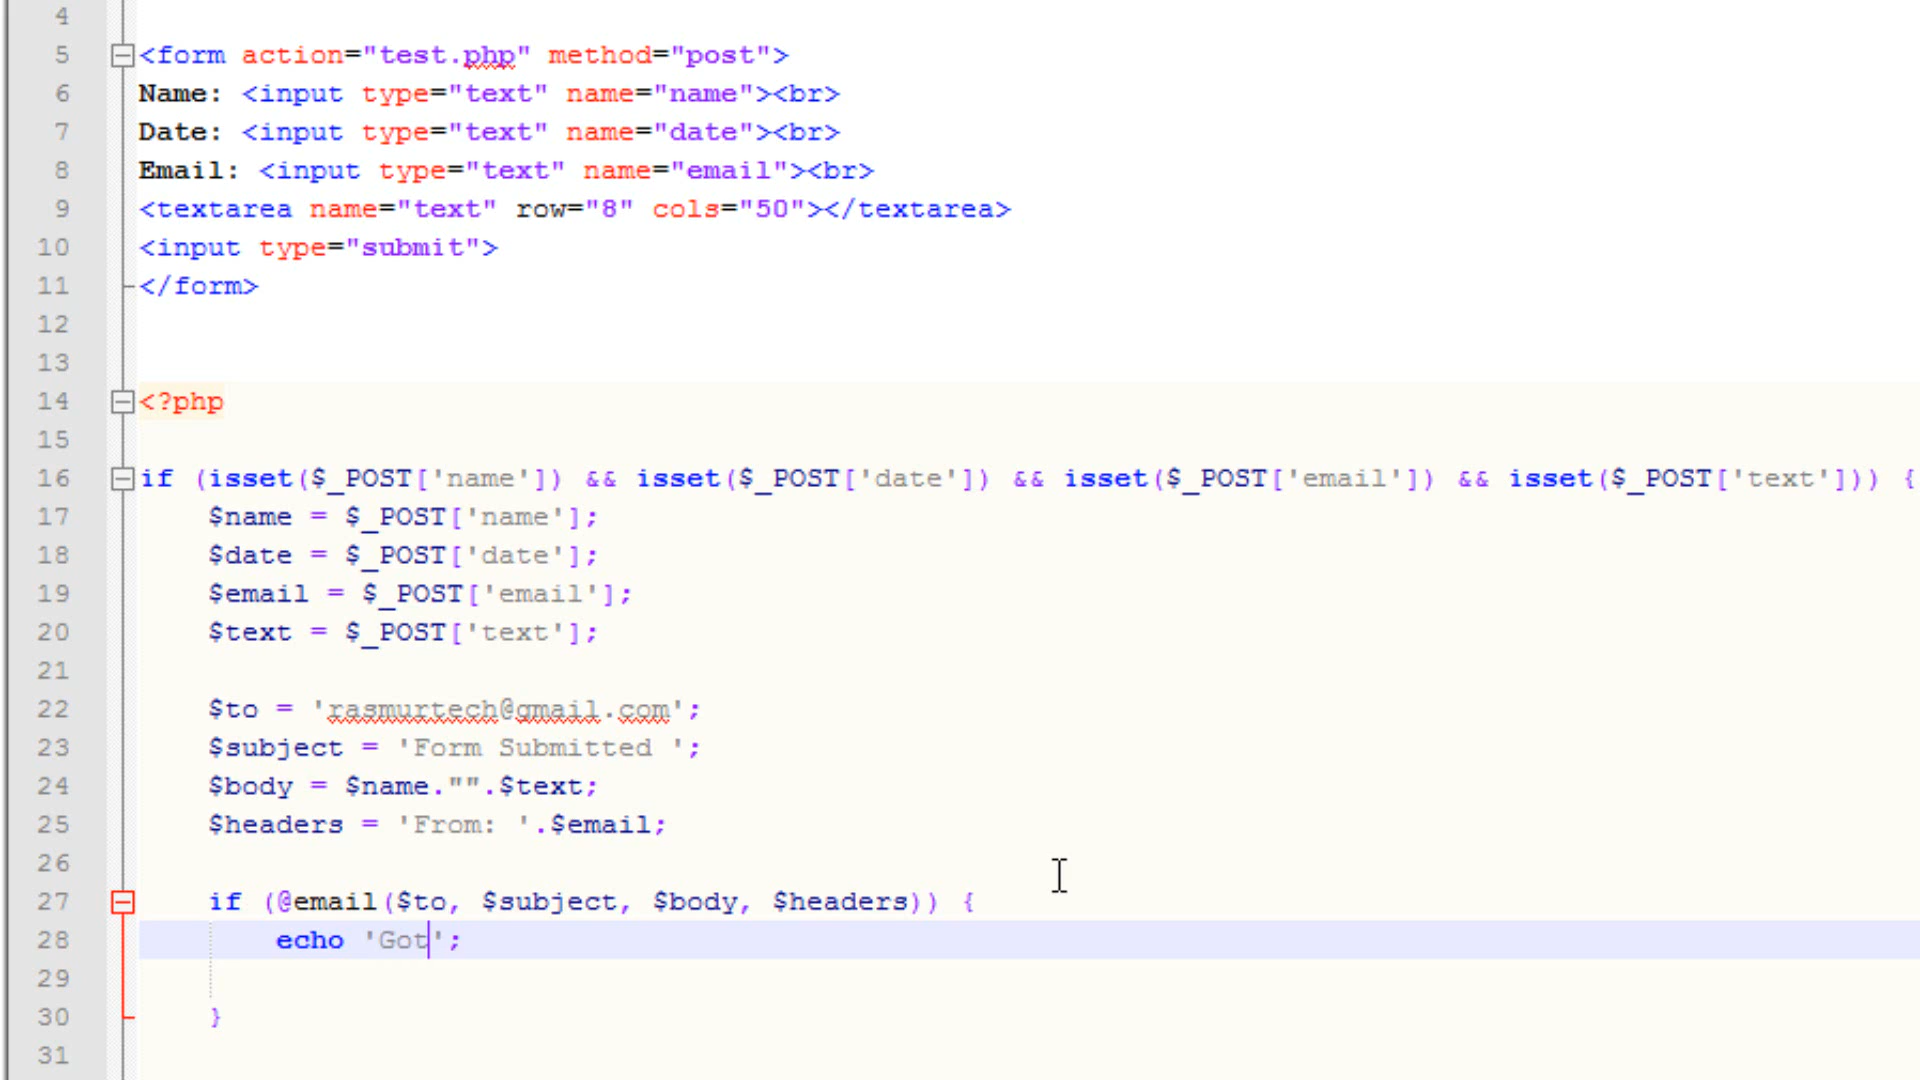 4
5 <form action="test.php" method="post">
6 Name: <input type="text" name="name"><br>
7 Date: <input type="text" name="date"><br>
8 Email: <input type="text" name="email"><br>
9 <textarea name="text" row="8" cols="50"></textarea>
10 <input type="submit">
11 </form>
12
13
14 <?php
15
16 if (isset($_POST['name']) && isset($_POST['date']) && isset($_POST['email']) && isset($_POST['text'])) {
17 $name = $_POST['name'];
18 $date = $_POST['date'];
19 $email = $_POST['email'];
20 $text = $_POST['text'];
21
22 $to = 'rasmurtech@gmail.com';
23 $subject = 'Form Submitted ';
24 $body = $name."".$text;
25 $headers = 'From: '.$email;
26
27 if (@email($to, $subject, $body, $headers)) {
28 echo 'Got';
29
30 }
31